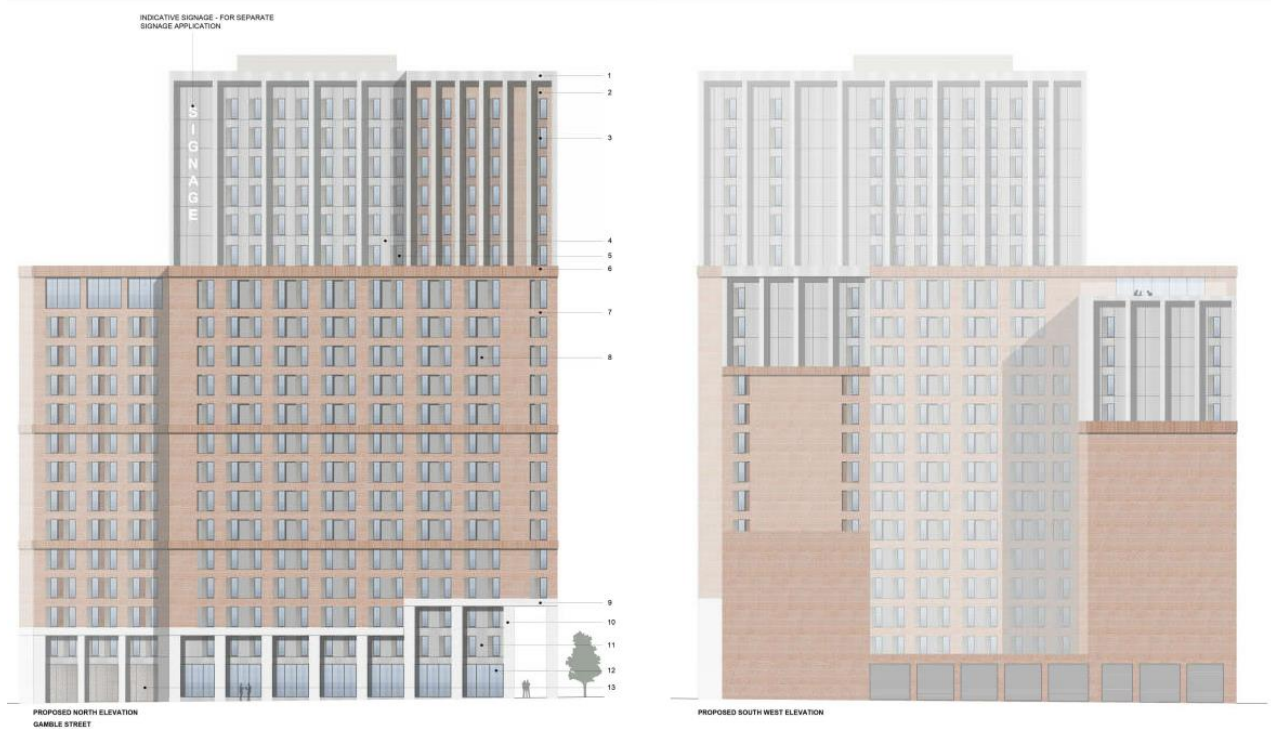 INDICATIVE SIGNAGE - FOR SEPARATE
SIGNAGE APPLICATION
SIGNAGE
1
2
3
4
5
6
7
8
9
10
11
12
13
PROPOSED NORTH ELEVATION
GAMBLE STREET
PROPOSED SOUTH WEST ELEVATION